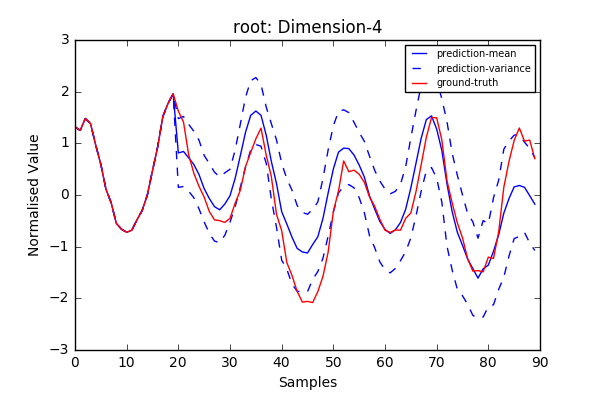 root: Dimension-4
prediction-mean
prediction-variance
ground-truth
Normalised Value
3
2
1
0
−1
−2
−3
0 10 20 30 40 50 60 70 80 90
Samples